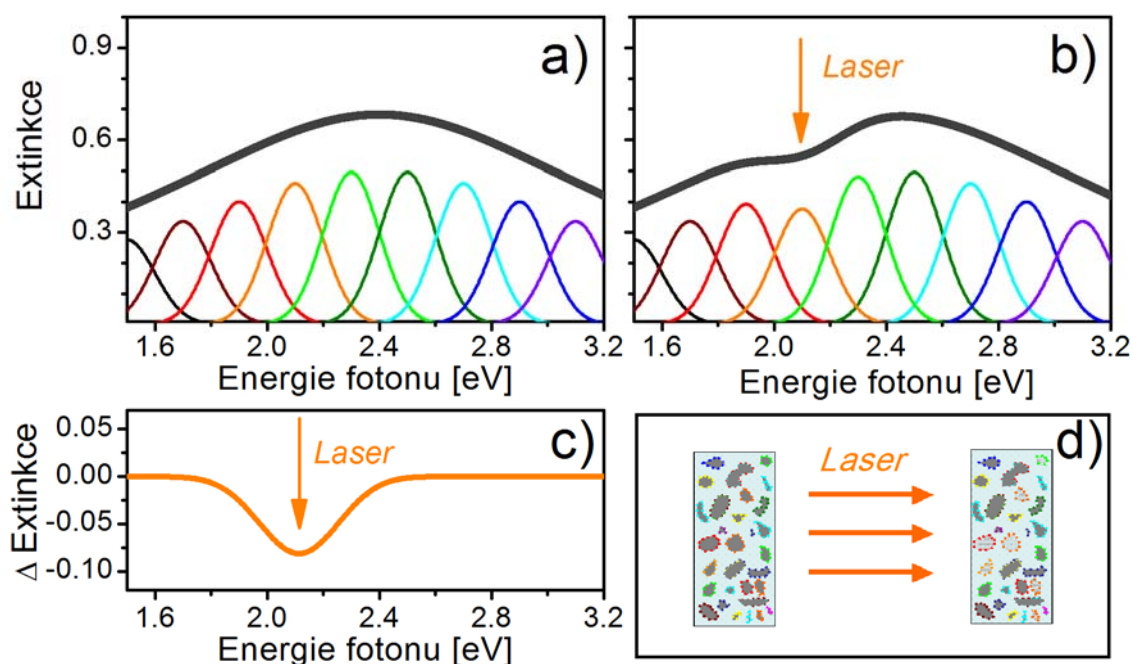 a)
0.9
0.6
0.3
Extinkce
1.6 2.0 2.4 2.8 3.2
Energie fotonu [eV]
b)
Laser
1.6 2.0 2.4 2.8 3.2
Energie fotonu [eV]
c)
0.05
0.00
-0.05
-0.10
Δ Extinkce
Laser
1.6 2.0 2.4 2.8 3.2
Energie fotonu [eV]
d)
Laser